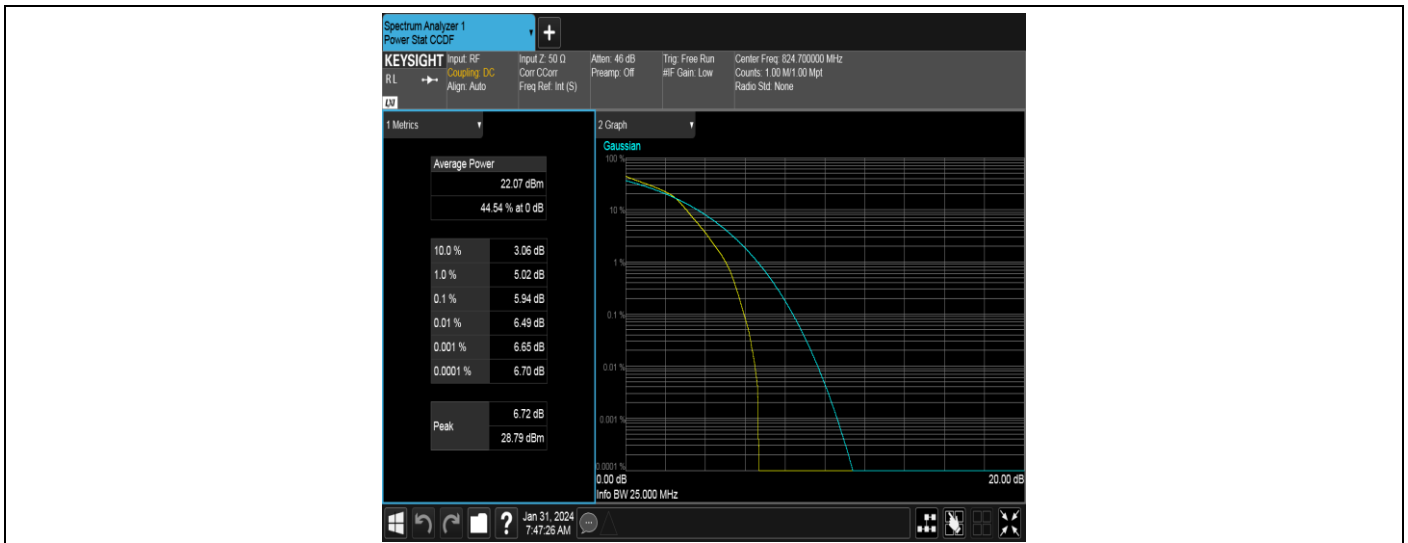 Spectrum Analyzer 1
Power Stat CCDF
+
KEYSIGHT
RL
LXI
Input: RF
Coupling: DC
Align: Auto
Input Z: 50 Ω
Corr CCorr
Freq Ref: Int (S)
Atten: 46 dB
Preamp: Off
Trig: Free Run
#IF Gain: Low
Center Freq: 824.700000 MHz
Counts: 1.00 M/1.00 Mpt
Radio Std: None
1 Metrics
Average Power
22.07 dBm
44.54 % at 0 dB
10.0 % 3.06 dB
1.0 % 5.02 dB
0.1 % 5.94 dB
0.01 % 6.49 dB
0.001 % 6.65 dB
0.0001 % 6.70 dB
Peak
6.72 dB
28.79 dBm
2 Graph
Gaussian
100 %
10 %
1 %
0.1 %
0.01 %
0.001 %
0.0001 %
0.00 dB 20.00 dB
Info BW 25.000 MHz
?
Jan 31, 2024
7:47:26 AM